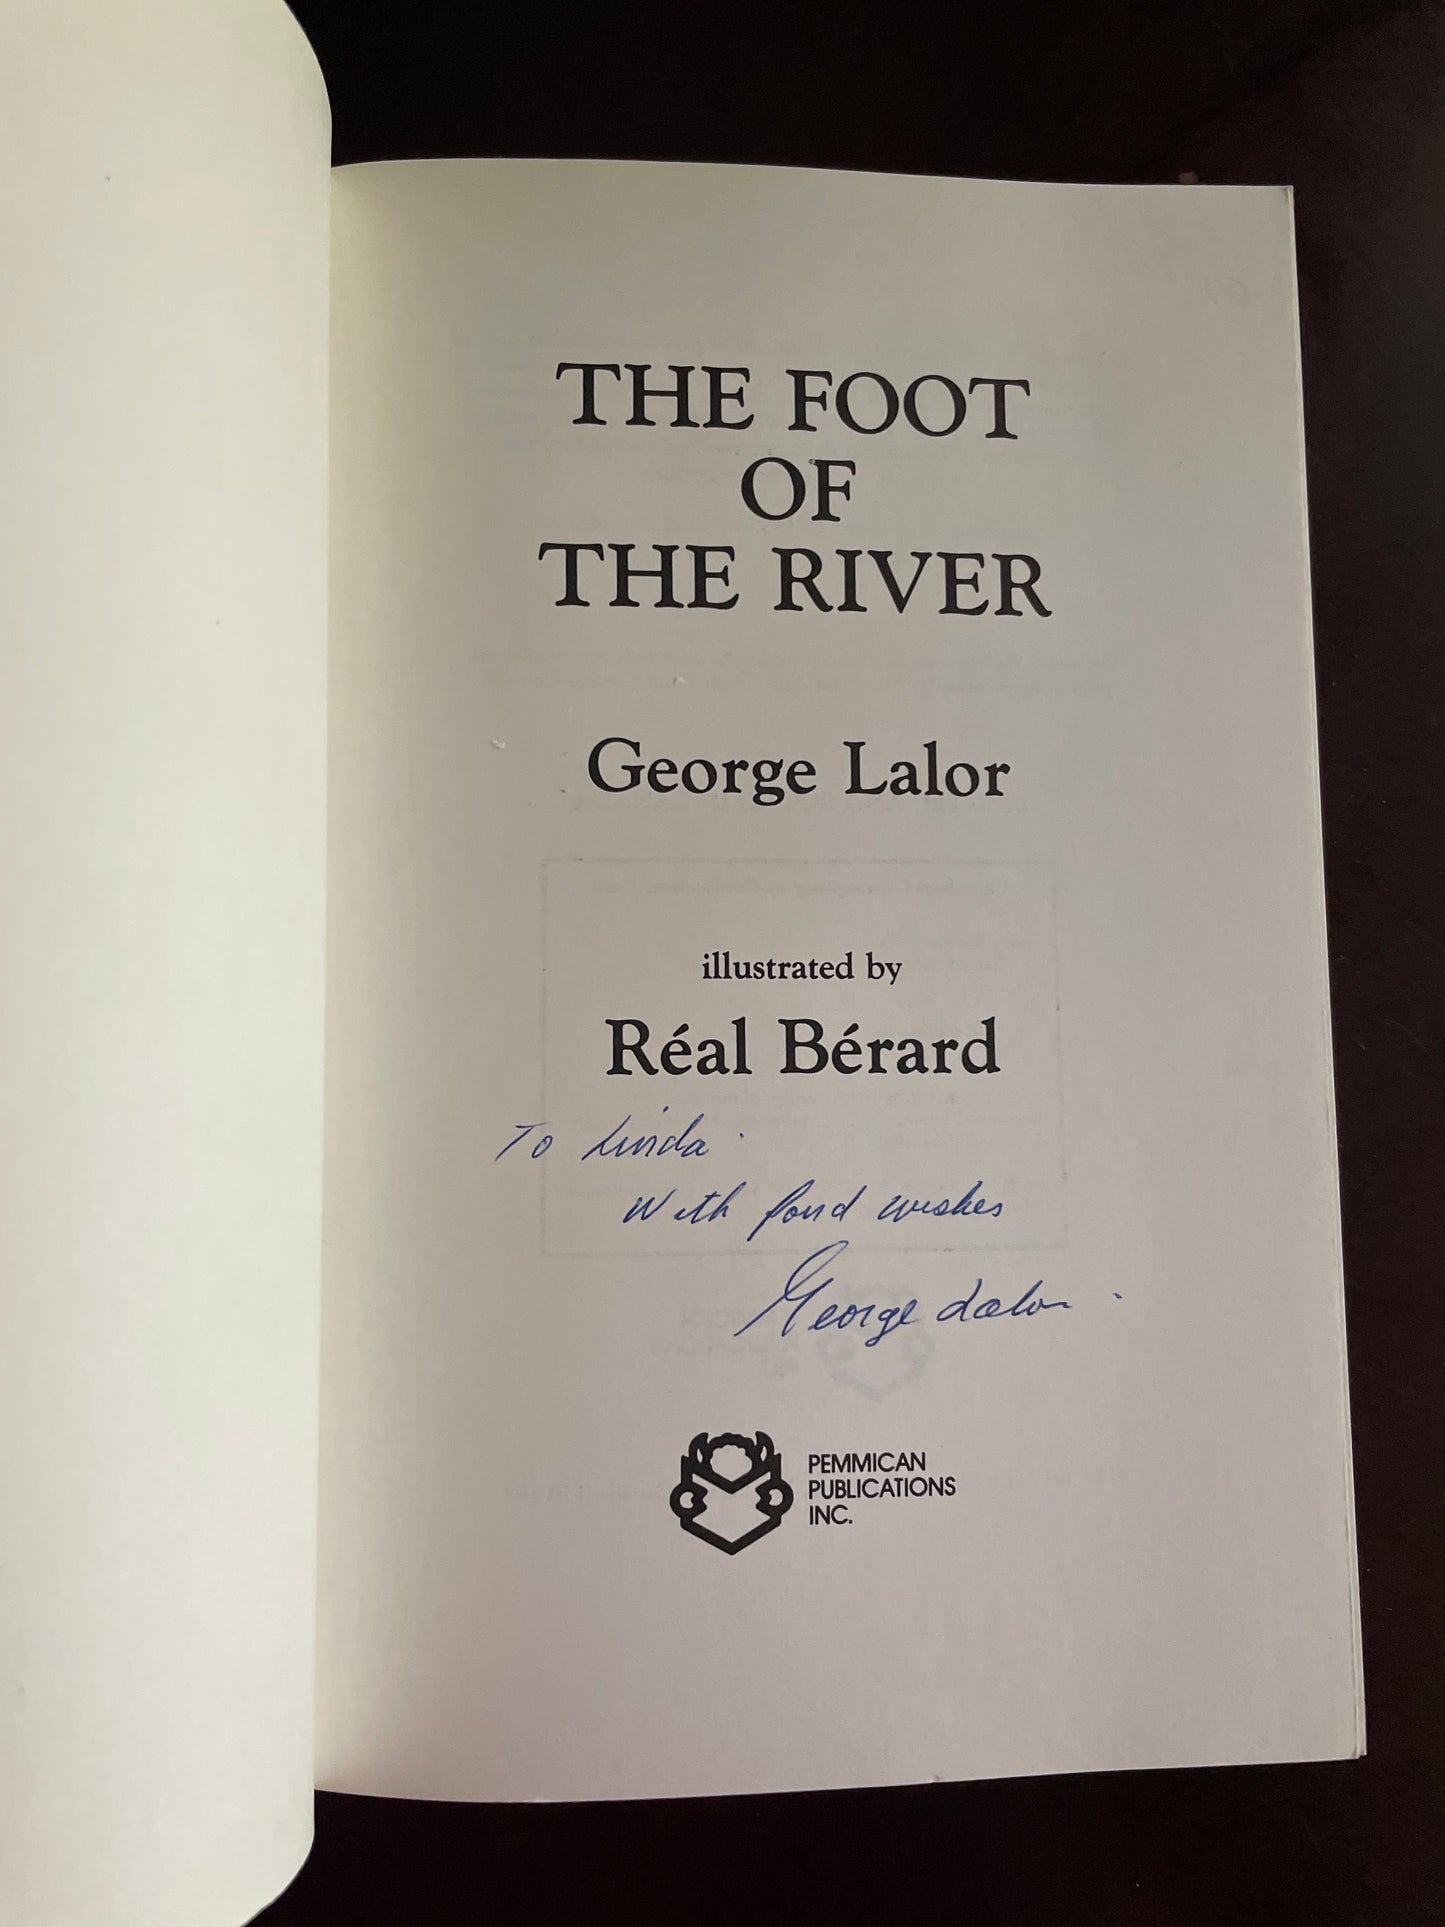 THE FOOT
OF
THE RIVER
George Lalor
illustrated by
Réal Bérard
To Linda.
With fond wishes
George Lalor.
PEMMICAN
PUBLICATIONS
INC.